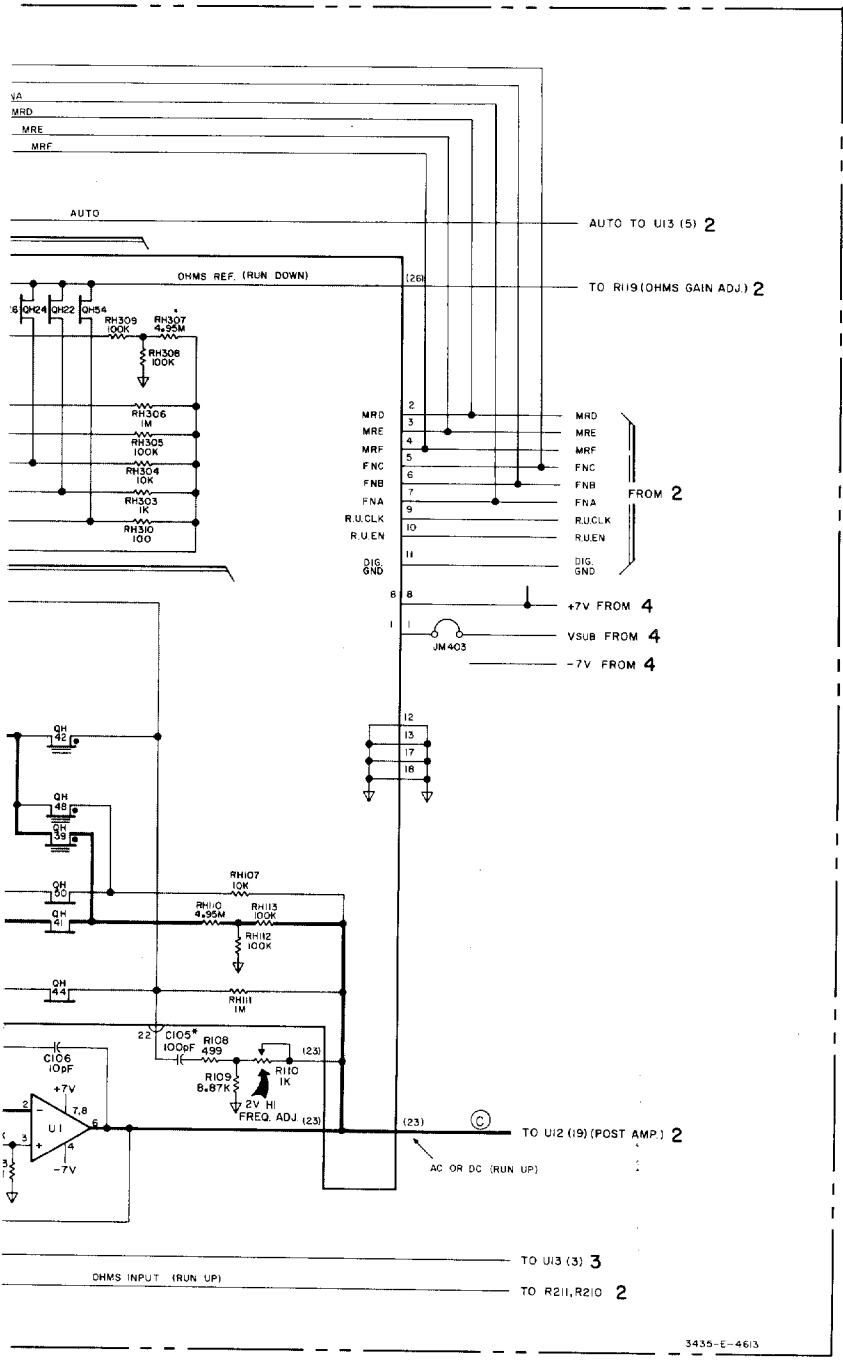 NA
MRD
MRE
MRF
AUTO
AUTO TO U13 (5) 2
OHMS REF. (RUN DOWN)
(26)
TO R119 (OHMS GAIN ADJ.) 2
QH24
QH22
QH54
RH309
100K
RH307*
4.95M
RH308
100K
RH306
1M
RH305
100K
RH304
10K
RH303
1K
RH310
100
MRD 2 MRD
MRE 3 MRE
MRF 4 MRF
FNC 5 FNC
FNB 6 FNB
FNA 7 FNA
R.U.CLK 9 R.U.CLK
R.U.EN 10 R.U.EN
DIG. GND 11 DIG. GND
FROM 2
8 8 +7V FROM 4
1 1 JM403 VSUB FROM 4
-7V FROM 4
12
13
17
18
QH
42
QH
48
QH
39
QH
50
RH107
10K
QH
41
RH110
4.95M
RH113
100K
RH112
100K
QH
44
RH111
1M
22
C105*
100pF
R108
499
R110
1K
(23)
R109
8.87K
2V HI
FREQ. ADJ.
C106
10pF
+7V
7,8
2
-
U1
6
3
+
4
-7V
(23)
(23)
C
TO U12 (19) (POST AMP.) 2
AC OR DC (RUN UP)
TO U13 (3) 3
OHMS INPUT (RUN UP)
TO R211, R210 2
3435-E-4613